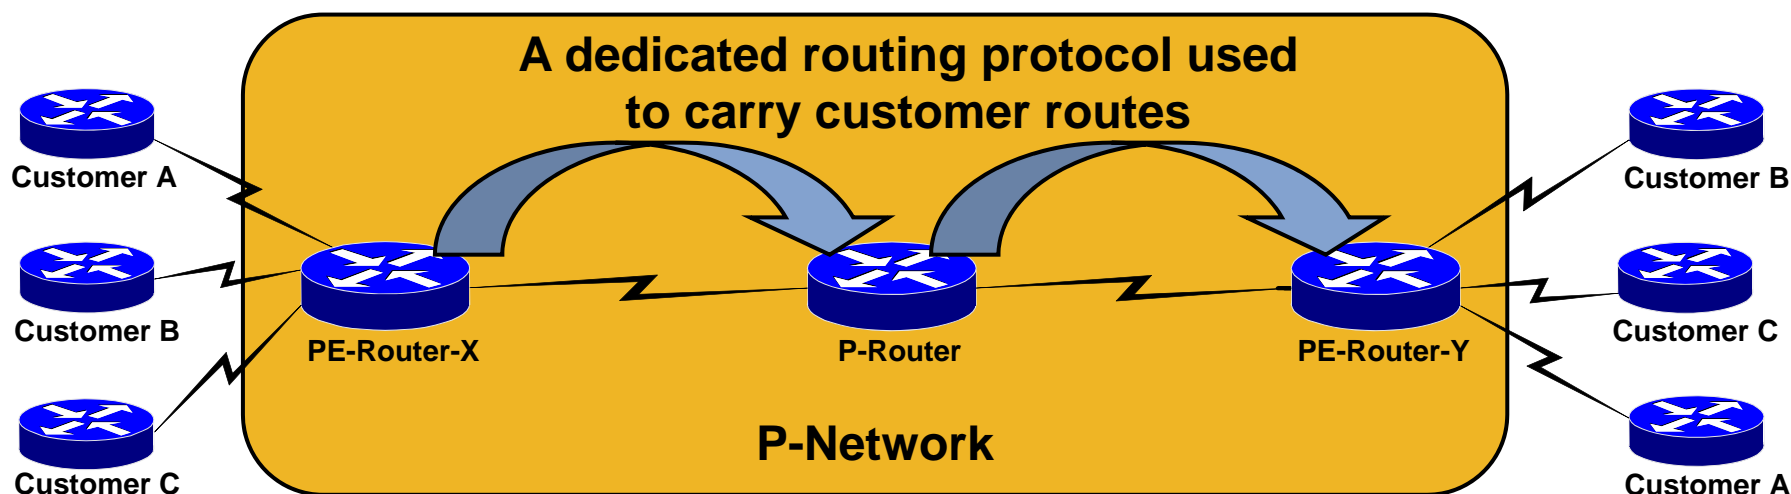 A dedicated routing protocol used
to carry customer routes
Customer A
Customer B
Customer C
PE-Router-X
P-Router
PE-Router-Y
P-Network
Customer B
Customer C
Customer A